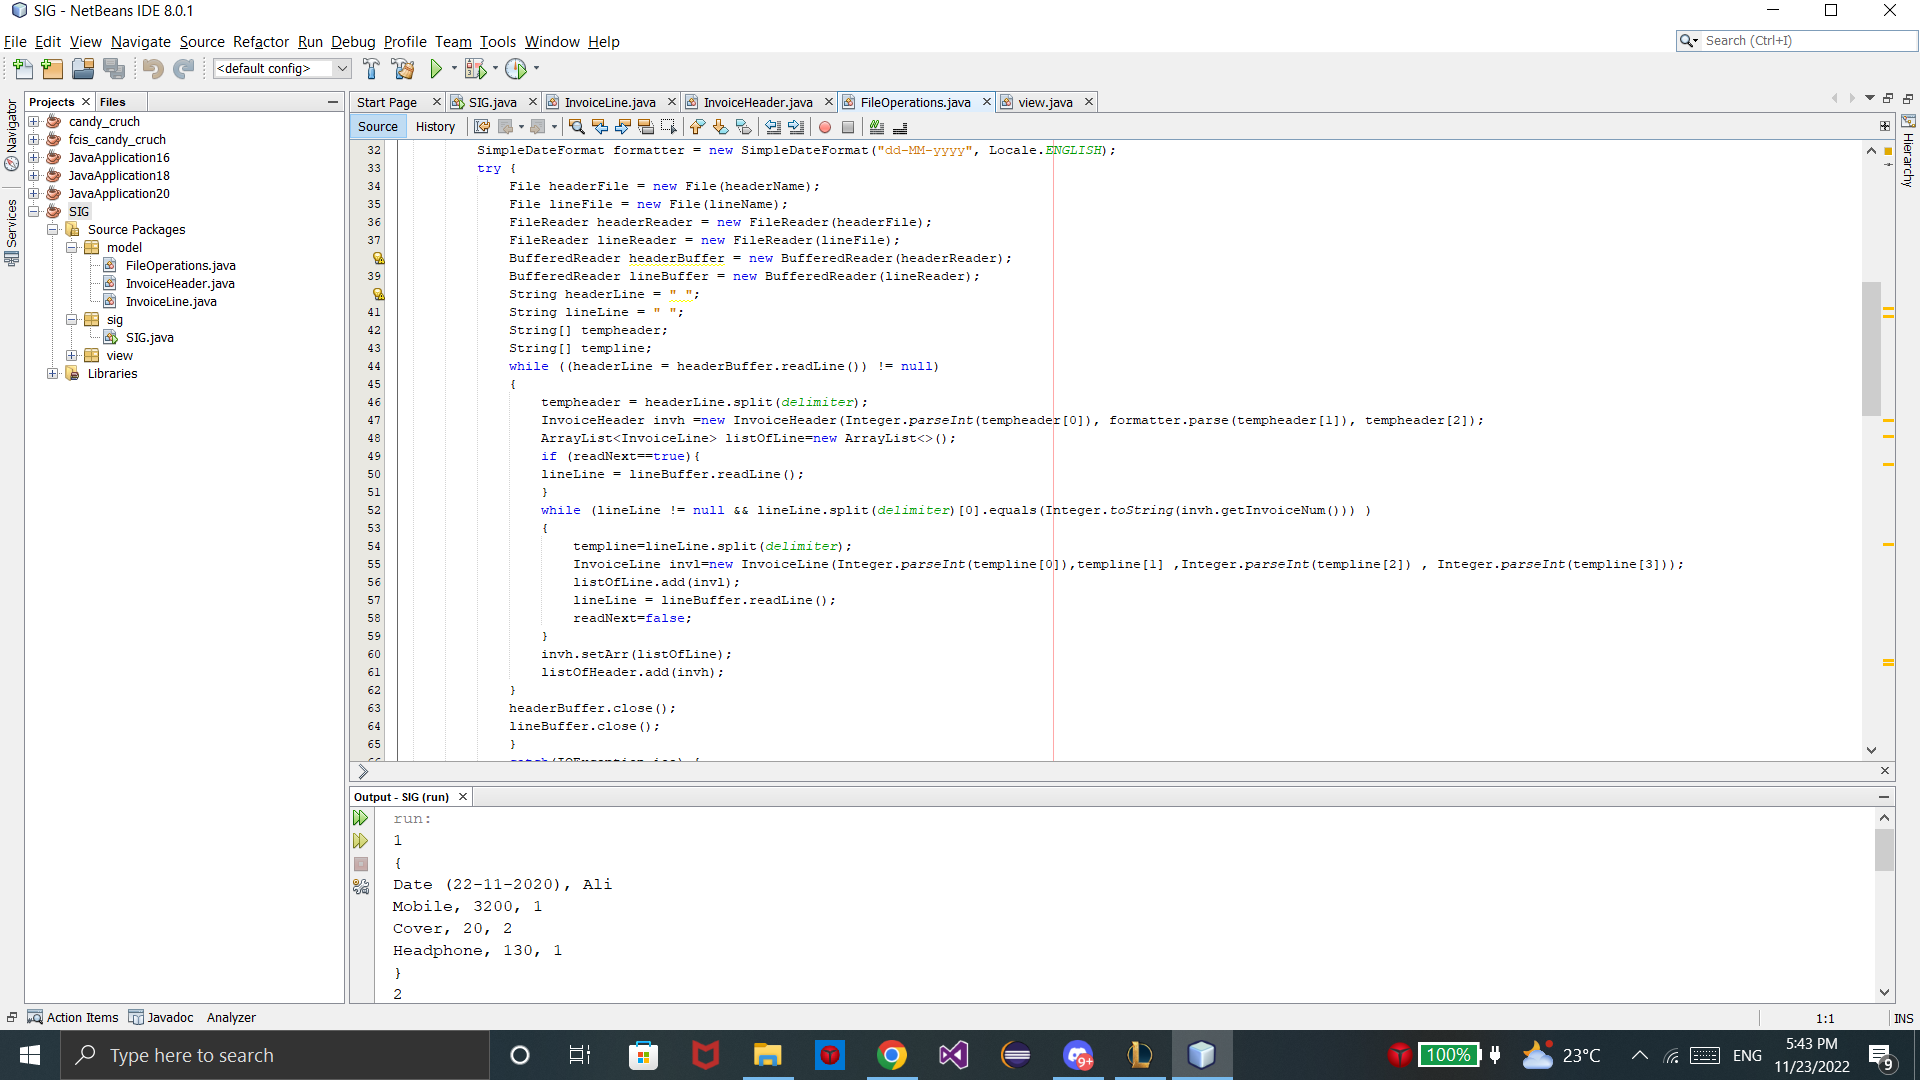 SIG - NetBeans IDE 8.0.1
File Edit View Navigate Source Refactor Run Debug Profile Team Tools Window Help
Search (Ctrl+I)
<default config>
Navigator
Services
Hierarchy
Projects Files
candy_cruch
fcis_candy_cruch
JavaApplication16
JavaApplication18
JavaApplication20
SIG
Source Packages
model
FileOperations.java
InvoiceHeader.java
InvoiceLine.java
sig
SIG.java
view
Libraries
Start Page SIG.java InvoiceLine.java InvoiceHeader.java FileOperations.java view.java
Source History
32 SimpleDateFormat formatter = new SimpleDateFormat("dd-MM-yyyy", Locale.ENGLISH);
33 try {
34 File headerFile = new File(headerName);
35 File lineFile = new File(lineName);
36 FileReader headerReader = new FileReader(headerFile);
37 FileReader lineReader = new FileReader(lineFile);
BufferedReader headerBuffer = new BufferedReader(headerReader);
39 BufferedReader lineBuffer = new BufferedReader(lineReader);
String headerLine = " ";
41 String lineLine = " ";
42 String[] tempheader;
43 String[] templine;
44 while ((headerLine = headerBuffer.readLine()) != null)
45 {
46 tempheader = headerLine.split(delimiter);
47 InvoiceHeader invh =new InvoiceHeader(Integer.parseInt(tempheader[0]), formatter.parse(tempheader[1]), tempheader[2]);
48 ArrayList<InvoiceLine> listOfLine=new ArrayList<>();
49 if (readNext==true){
50 lineLine = lineBuffer.readLine();
51 }
52 while (lineLine != null && lineLine.split(delimiter)[0].equals(Integer.toString(invh.getInvoiceNum())) )
53 {
54 templine=lineLine.split(delimiter);
55 InvoiceLine invl=new InvoiceLine(Integer.parseInt(templine[0]),templine[1] ,Integer.parseInt(templine[2]) , Integer.parseInt(templine[3]));
56 listOfLine.add(invl);
57 lineLine = lineBuffer.readLine();
58 readNext=false;
59 }
60 invh.setArr(listOfLine);
61 listOfHeader.add(invh);
62 }
63 headerBuffer.close();
64 lineBuffer.close();
65 }
Output - SIG (run)
run:
1
{
Date (22-11-2020), Ali
Mobile, 3200, 1
Cover, 20, 2
Headphone, 130, 1
}
2
Action Items Javadoc Analyzer
1:1 INS
Type here to search
9+
100%
23°C
ENG
5:43 PM
11/23/2022
9